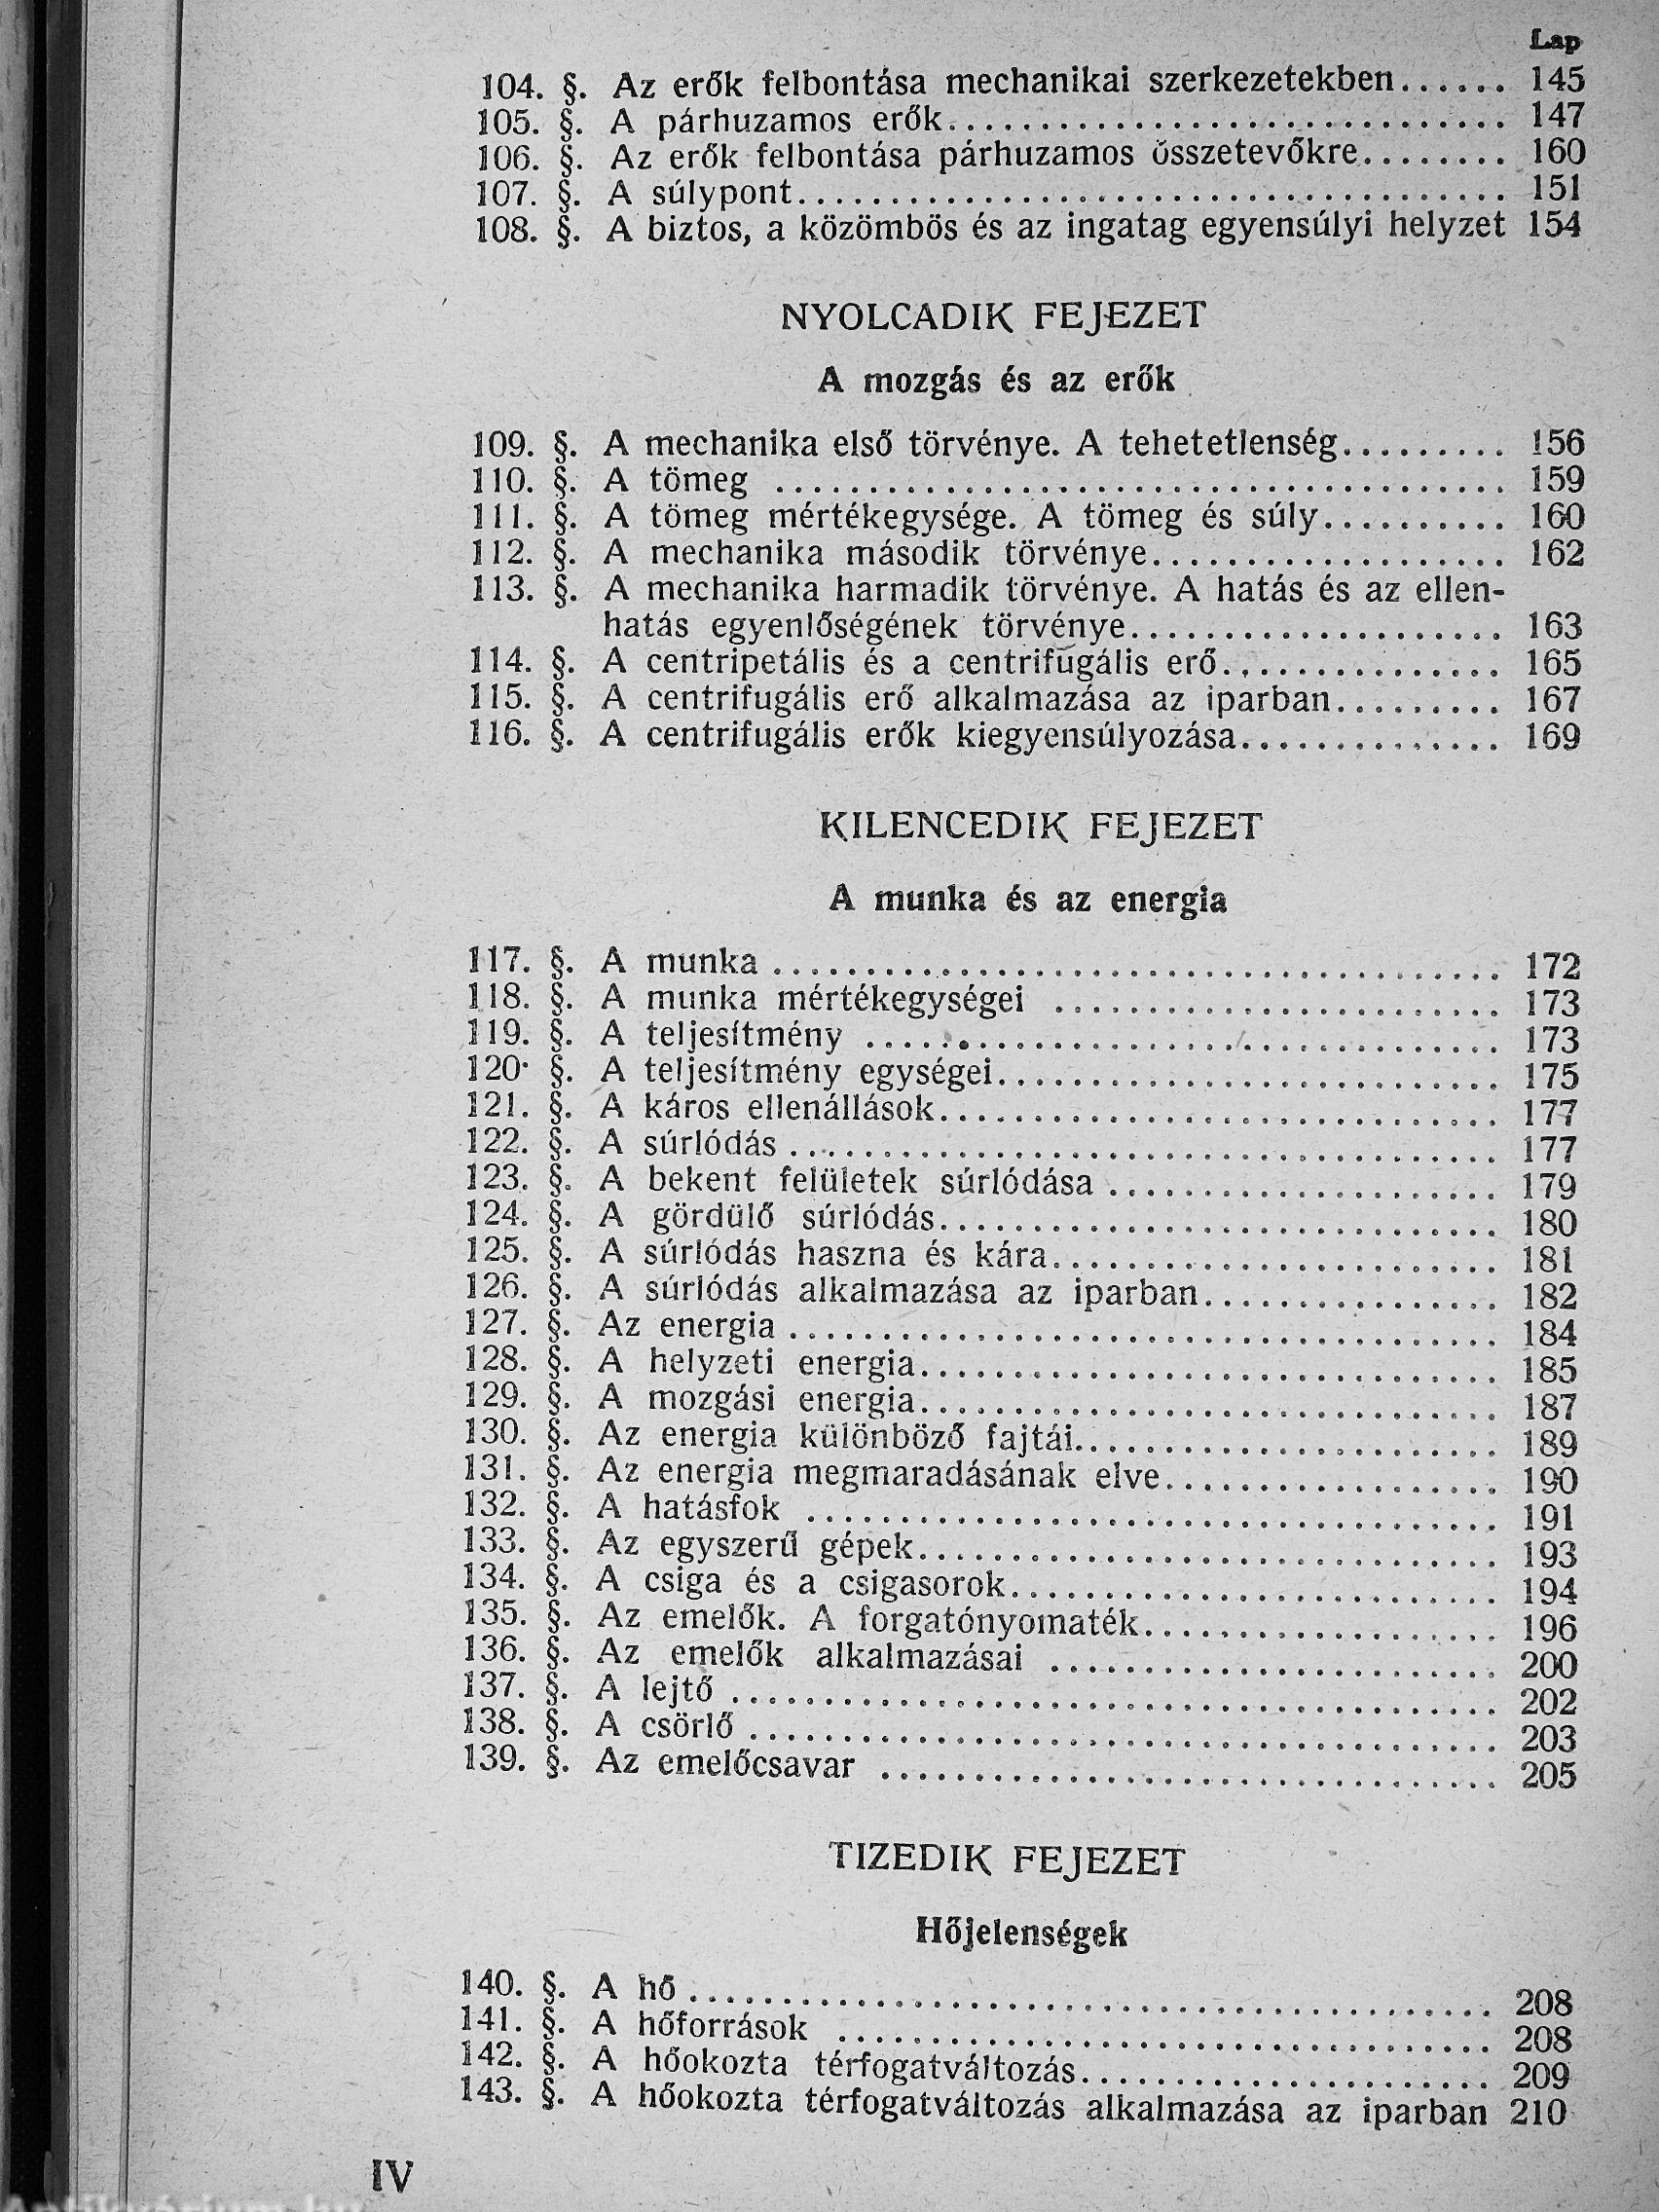 Lap
104. §. Az erők felbontása mechanikai szerkezetekben...... 145
105. §. A párhuzamos erők.............................. 147
106. §. Az erők felbontása párhuzamos összetevőkre........ 160
107. §. A súlypont...................................... 151
108. §. A biztos, a közömbös és az ingatag egyensúlyi helyzet 154
NYOLCADIK FEJEZET
A mozgás és az erők
109. §. A mechanika első törvénye. A tehetetlenség......... 156
110. §. A tömeg ....................................... 159
111. §. A tömeg mértékegysége. A tömeg és súly.......... 160
112. §. A mechanika második törvénye................... 162
113. §. A mechanika harmadik törvénye. A hatás és az ellen-
hatás egyenlőségének törvénye.................... 163
114. §. A centripetális és a centrifugális erő............... 165
115. §. A centrifugális erő alkalmazása az iparban......... 167
116. §. A centrifugális erők kiegyensúlyozása.............. 169
KILENCEDIK FEJEZET
A munka és az energia
117. §. A munka ....................................... 172
118. §. A munka mértékegységei ........................ 173
119. §. A teljesítmény .................................. 173
120. §. A teljesítmény egységei........................... 175
121. §. A káros ellenállások.............................. 177
122. §. A súrlódás ...................................... 177
123. §. A bekent felületek súrlódása ..................... 179
124. §. A gördülő súrlódás.............................. 180
125. §. A súrlódás haszna és kára........................ 181
126. §. A súrlódás alkalmazása az iparban................ 182
127. §. Az energia ...................................... 184
128. §. A helyzeti energia............................... 185
129. §. A mozgási energia............................... 187
130. §. Az energia különböző fajtái....................... 189
131. §. Az energia megmaradásának elve.................. 190
132. §. A hatásfok ..................................... 191
133. §. Az egyszerű gépek............................... 193
134. §. A csiga és a csigasorok.......................... 194
135. §. Az emelők. A forgatónyomaték................... 196
136. §. Az emelők alkalmazásai ........................ 200
137. §. A lejtő ......................................... 202
138. §. A csörlő ........................................ 203
139. §. Az emelőcsavar ................................. 205
TIZEDIK FEJEZET
Hőjelenségek
140. §. A hő ........................................... 208
141. §. A hőforrások ................................... 208
142. §. A hőokozta térfogatváltozás...................... 209
143. §. A hőokozta térfogatváltozás alkalmazása az iparban 210
IV
Antikvárium.hu